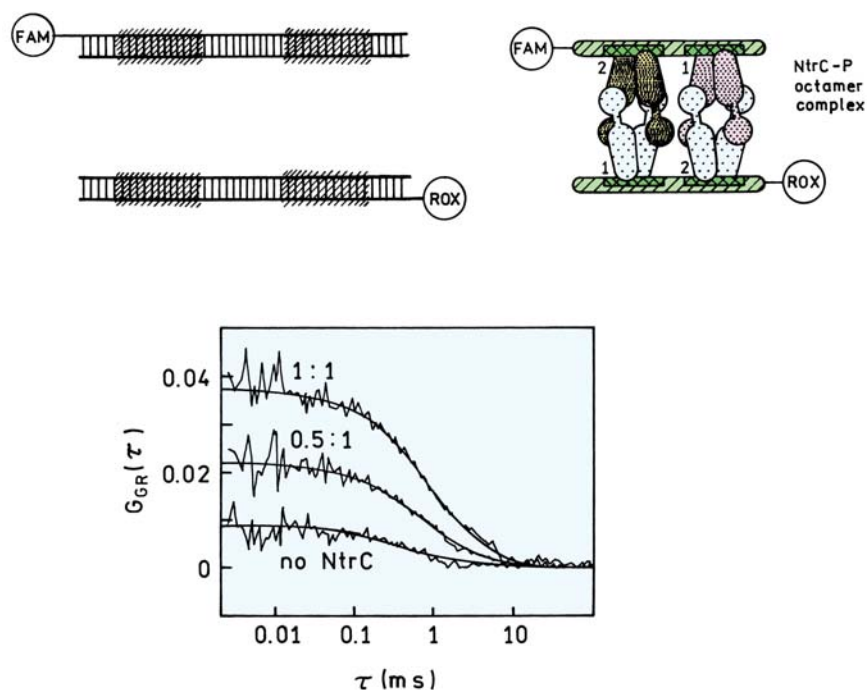 FAM
ROX
FAM
2
1
1
2
ROX
NtrC-P
octamer
complex
G_GR(τ)
0.04
0.02
0
1:1
0.5:1
no NtrC
0.01
0.1
1
10
τ (ms)